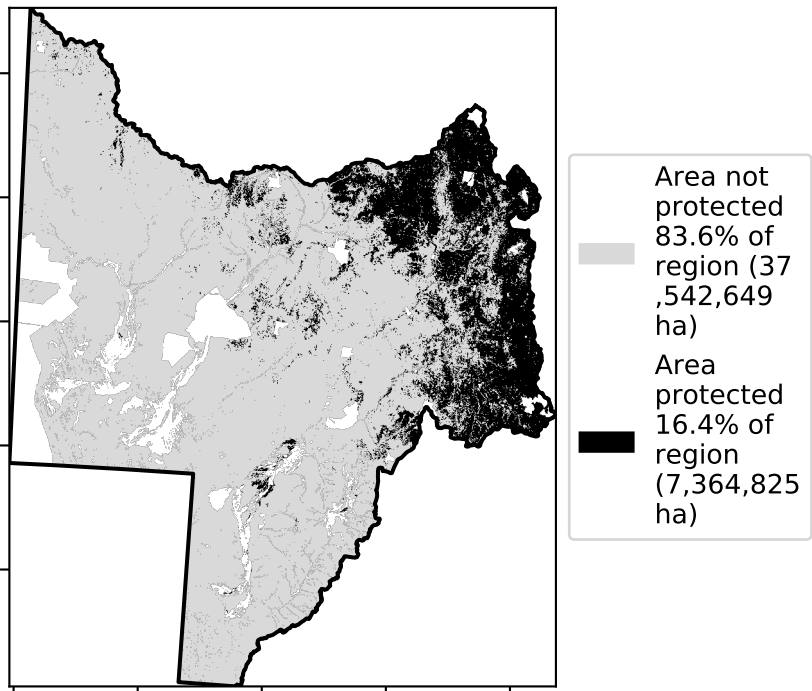 Area not
protected
83.6% of
region (37
,542,649
ha)
Area
protected
16.4% of
region
(7,364,825
ha)